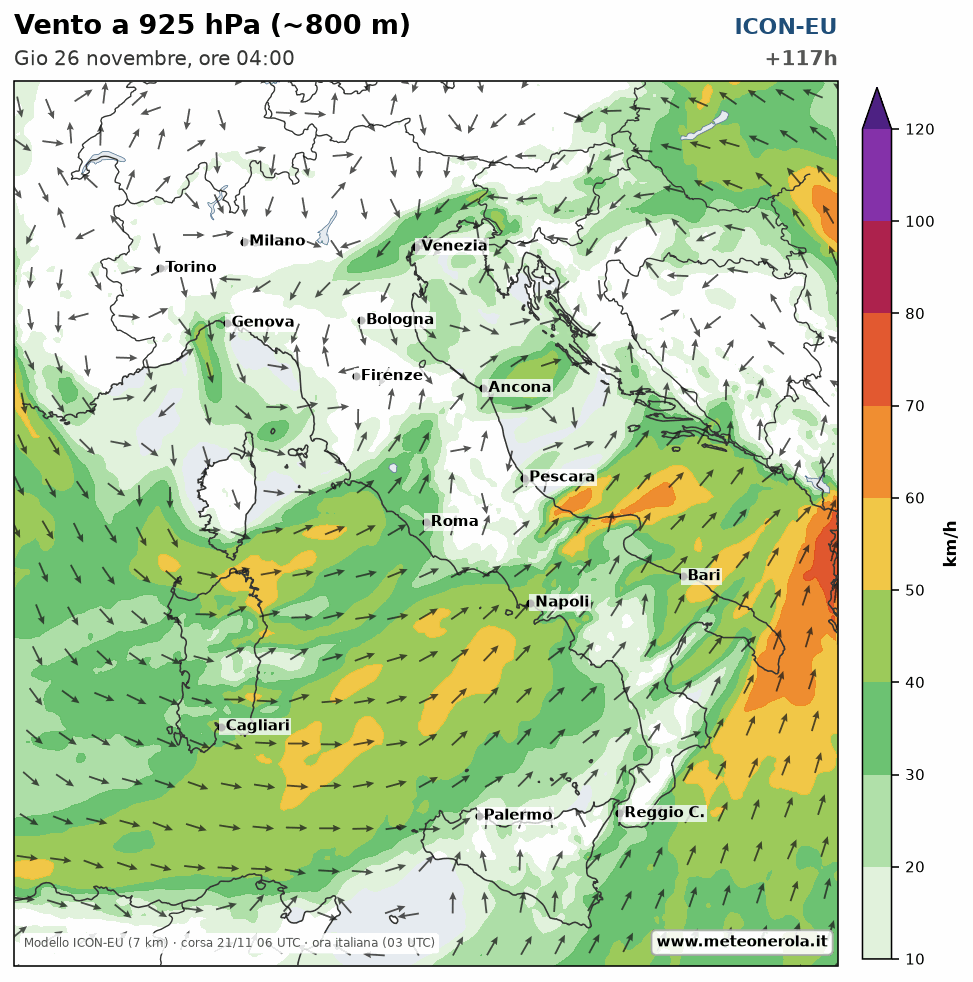 Vento a 925 hPa (~800 m)
ICON-EU
Gio 26 novembre, ore 04:00
+117h
Milano
Venezia
Torino
Genova
Bologna
Firenze
Ancona
Pescara
Roma
Bari
Napoli
Cagliari
Palermo
Reggio C.
120
100
80
70
60
50
40
30
20
10
km/h
Modello ICON-EU (7 km) · corsa 21/11 06 UTC · ora italiana (03 UTC)
www.meteonerola.it